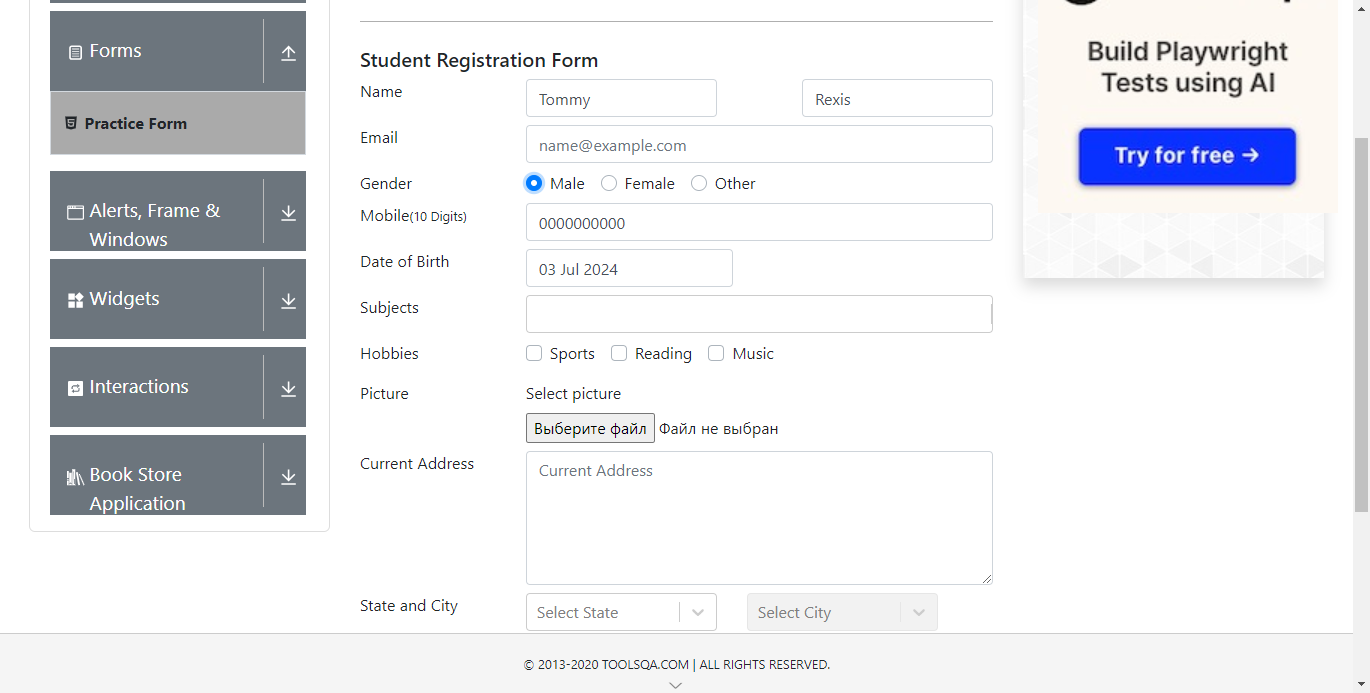 Forms
Practice Form
Alerts, Frame &
Windows
Widgets
Interactions
Book Store
Application
Student Registration Form
Name
Tommy
Rexis
Email
name@example.com
Gender
Male
Female
Other
Mobile(10 Digits)
0000000000
Date of Birth
03 Jul 2024
Subjects
Hobbies
Sports
Reading
Music
Picture
Select picture
Выберите файл
Файл не выбран
Current Address
Current Address
State and City
Select State
Select City
Build Playwright
Tests using AI
Try for free →
© 2013-2020 TOOLSQA.COM | ALL RIGHTS RESERVED.